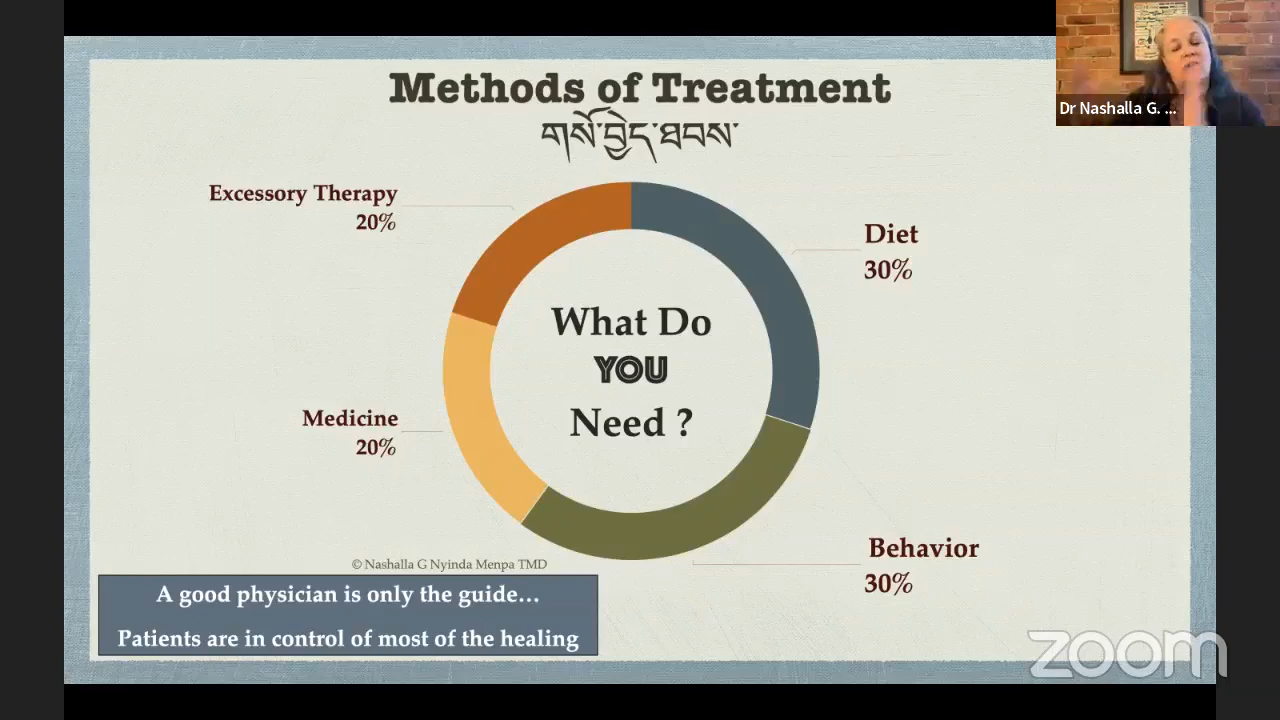 Methods of Treatment
གསོ་བྱེད་ཐབས་
Excessory Therapy
20%
Diet
30%
What Do
YOU
Need ?
Medicine
20%
Behavior
30%
© Nashalla G Nyinda Menpa TMD
A good physician is only the guide…
Patients are in control of most of the healing
Dr Nashalla G. ...
zoom